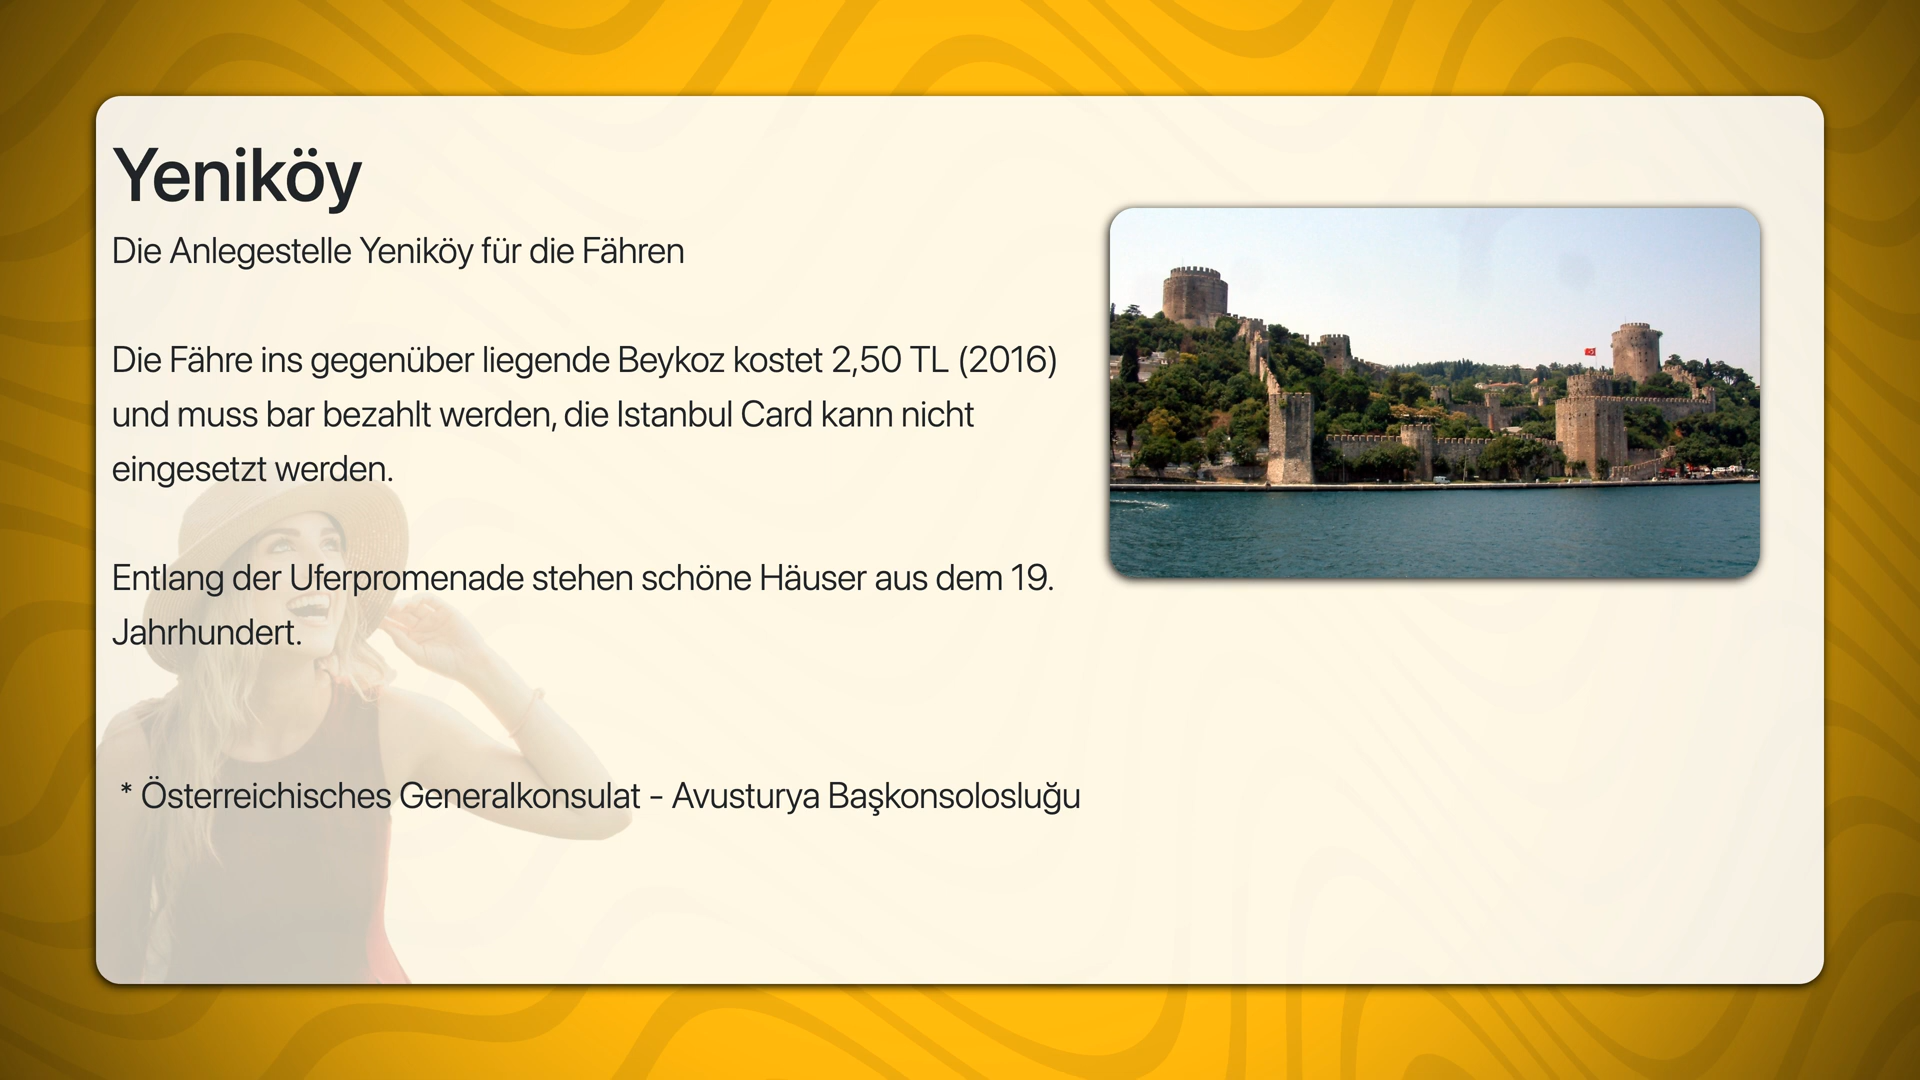 Yeniköy
Die Anlegestelle Yeniköy für die Fähren
Die Fähre ins gegenüber liegende Beykoz kostet 2,50 TL (2016)
und muss bar bezahlt werden, die Istanbul Card kann nicht
eingesetzt werden.
Entlang der Uferpromenade stehen schöne Häuser aus dem 19.
Jahrhundert.
* Österreichisches Generalkonsulat - Avusturya Başkonsolosluğu